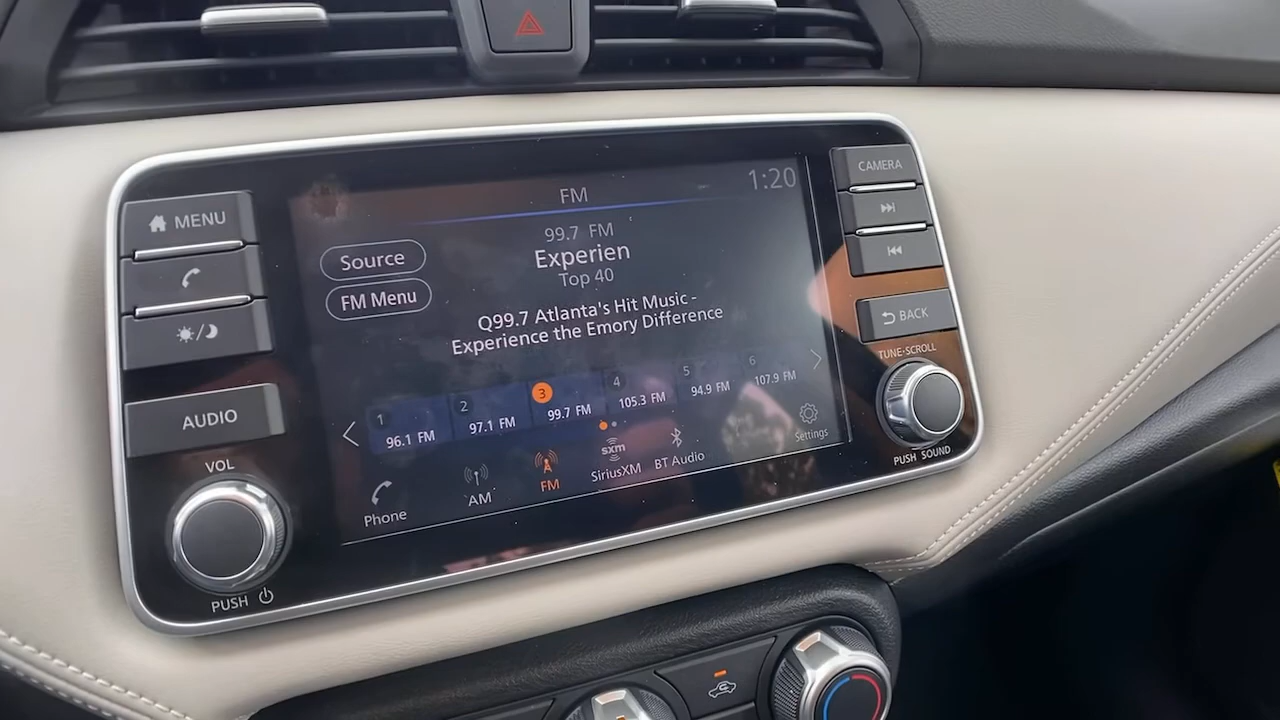 MENU
AUDIO
VOL
PUSH
FM
1:20
Source
FM Menu
99.7 FM
Experien
Top 40
Q99.7 Atlanta's Hit Music -
Experience the Emory Difference
1 2 3 4 5 6
96.1 FM 97.1 FM 99.7 FM 105.3 FM 94.9 FM 107.9 FM
Phone AM FM SiriusXM BT Audio Settings
sxm
CAMERA
BACK
TUNE·SCROLL
PUSH SOUND